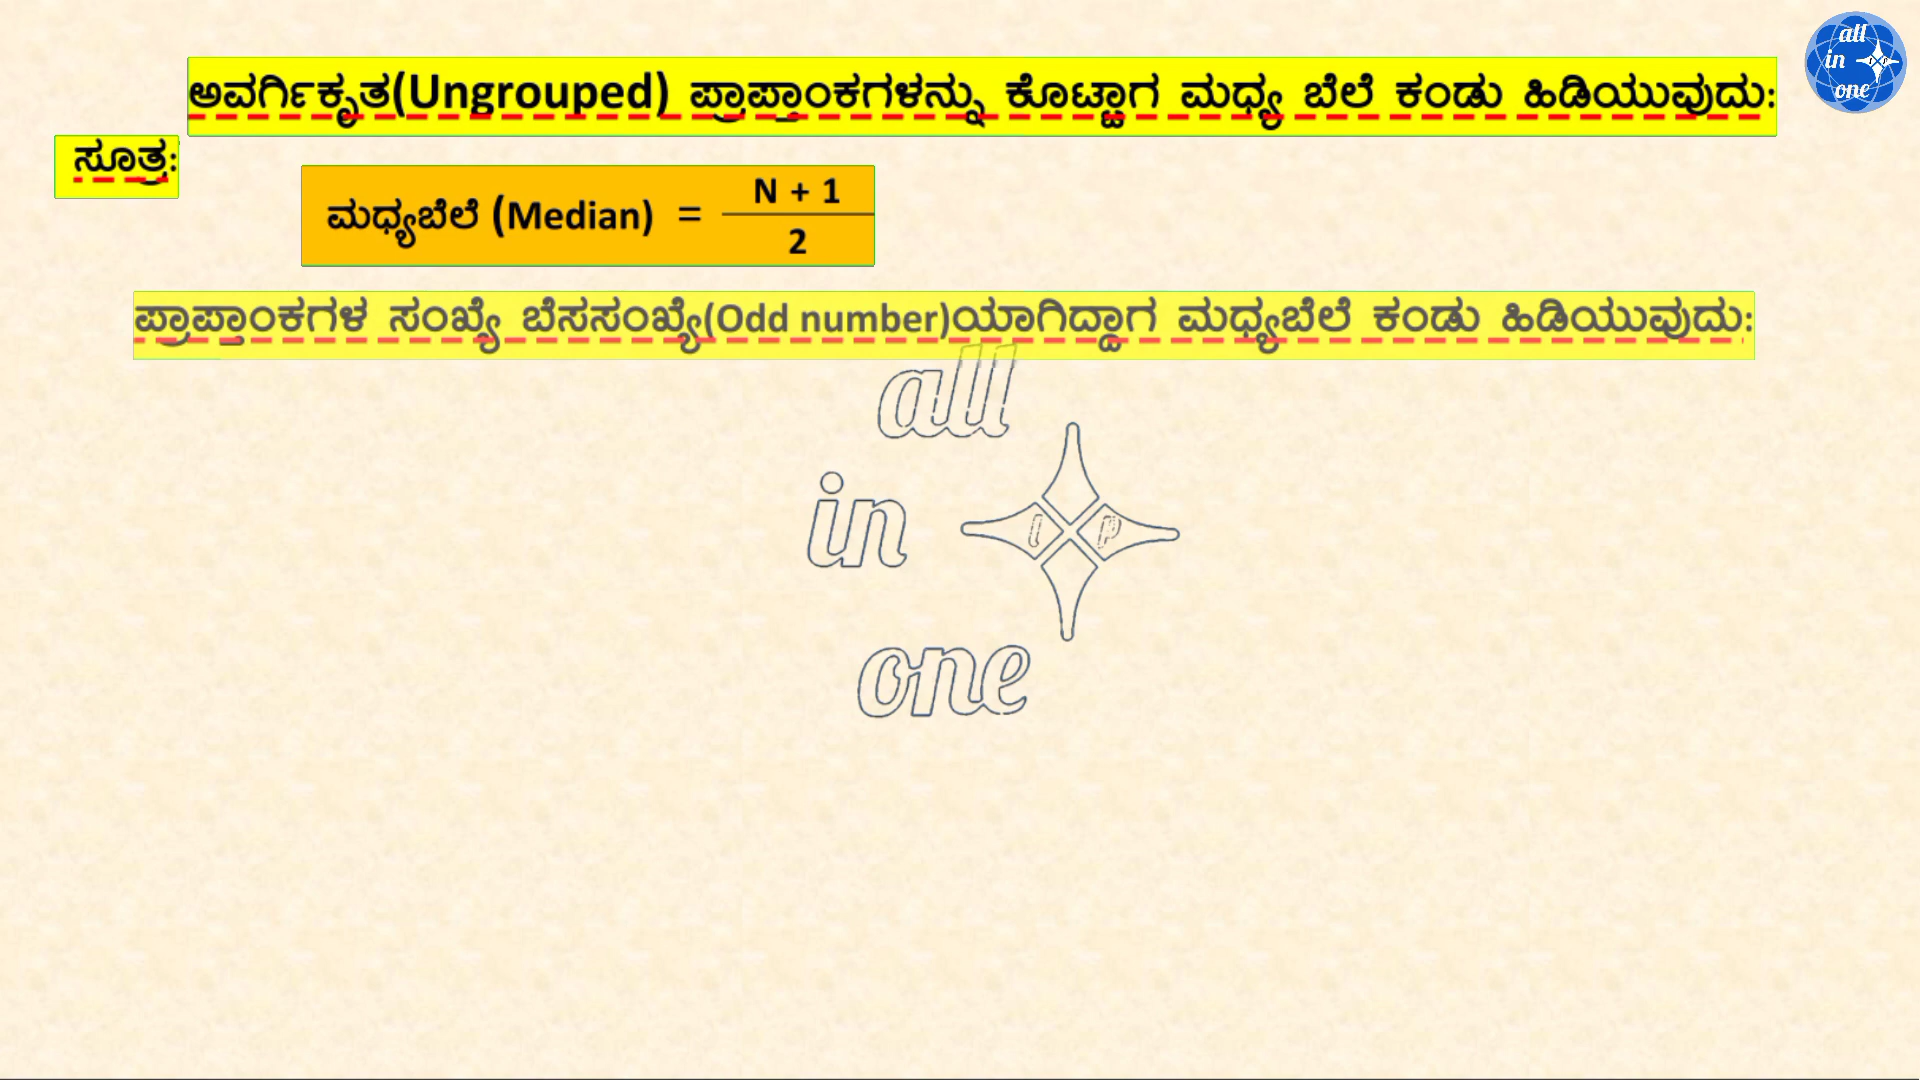 ಅವರ್ಗಿಕೃತ(Ungrouped) ಪ್ರಾಪ್ತಾಂಕಗಳನ್ನು ಕೊಟ್ಟಾಗ ಮಧ್ಯ ಬೆಲೆ ಕಂಡು ಹಿಡಿಯುವುದು:
ಸೂತ್ರ:
ಮಧ್ಯಬೆಲೆ (Median) = N + 1
2
ಪ್ರಾಪ್ತಾಂಕಗಳ ಸಂಖ್ಯೆ ಬೆಸಸಂಖ್ಯೆ(Odd number)ಯಾಗಿದ್ದಾಗ ಮಧ್ಯಬೆಲೆ ಕಂಡು ಹಿಡಿಯುವುದು:
all
in
one
all
in
l P
one